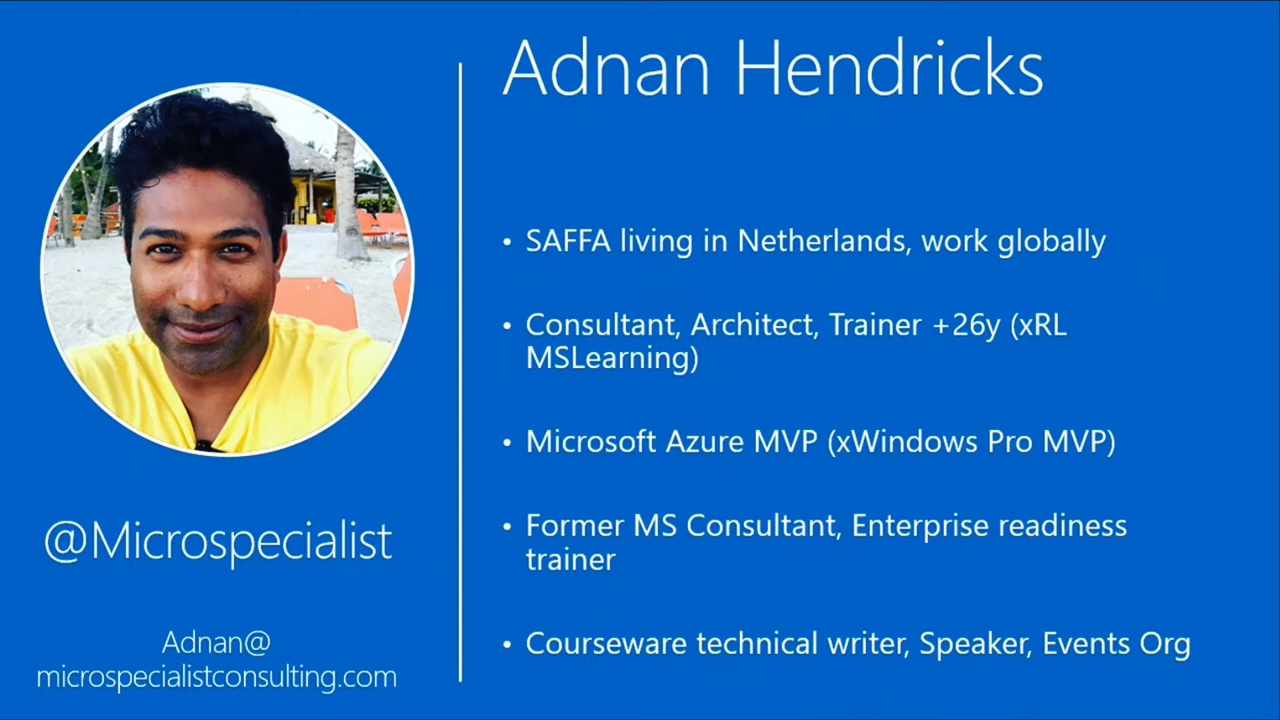 Adnan Hendricks
• SAFFA living in Netherlands, work globally
• Consultant, Architect, Trainer +26y (xRL
MSLearning)
• Microsoft Azure MVP (xWindows Pro MVP)
• Former MS Consultant, Enterprise readiness
trainer
• Courseware technical writer, Speaker, Events Org
@Microspecialist
Adnan@
microspecialistconsulting.com